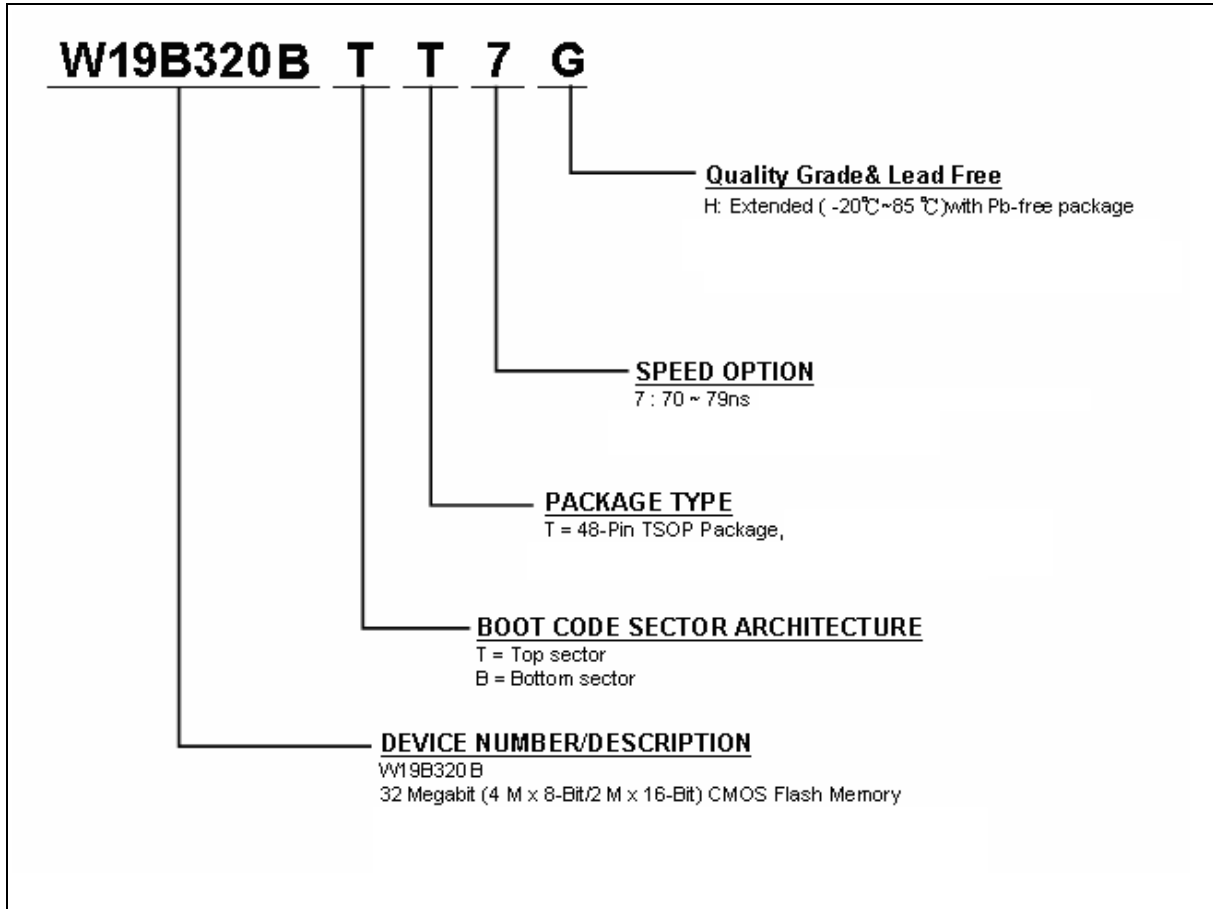 W19B320B T T 7 G
Quality Grade& Lead Free
H: Extended ( -20℃~85 ℃)with Pb-free package
SPEED OPTION
7 : 70 ~ 79ns
PACKAGE TYPE
T = 48-Pin TSOP Package,
BOOT CODE SECTOR ARCHITECTURE
T = Top sector
B = Bottom sector
DEVICE NUMBER/DESCRIPTION
W19B320 B
32 Megabit (4 M x 8-Bit/2 M x 16-Bit) CMOS Flash Memory